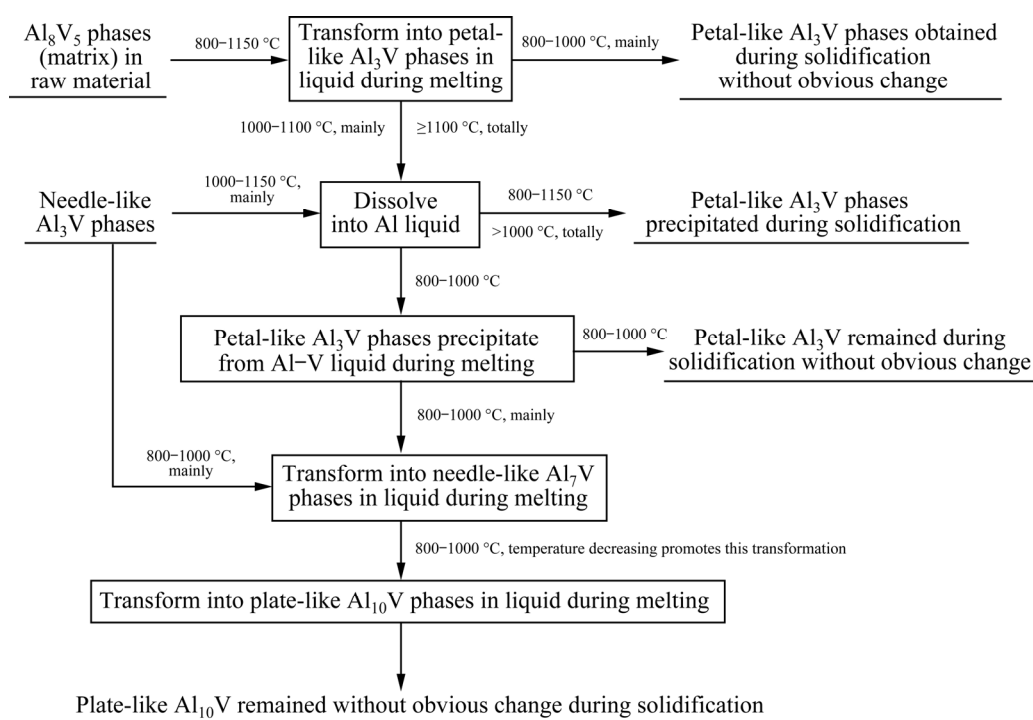 Al₈V₅ phases
(matrix) in
raw material
800−1150 °C
Transform into petal-
like Al₃V phases in
liquid during melting
800−1000 °C, mainly
Petal-like Al₃V phases obtained
during solidification
without obvious change
1000−1100 °C, mainly
≥1100 °C, totally
Needle-like
Al₃V phases
1000−1150 °C,
mainly
Dissolve
into Al liquid
800−1150 °C
>1000 °C, totally
Petal-like Al₃V phases
precipitated during solidification
800−1000 °C
Petal-like Al₃V phases precipitate
from Al−V liquid during melting
800−1000 °C
Petal-like Al₃V remained during
solidification without obvious change
800−1000 °C, mainly
800−1000 °C,
mainly
Transform into needle-like Al₇V
phases in liquid during melting
800−1000 °C, temperature decreasing promotes this transformation
Transform into plate-like Al₁₀V phases in liquid during melting
Plate-like Al₁₀V remained without obvious change during solidification